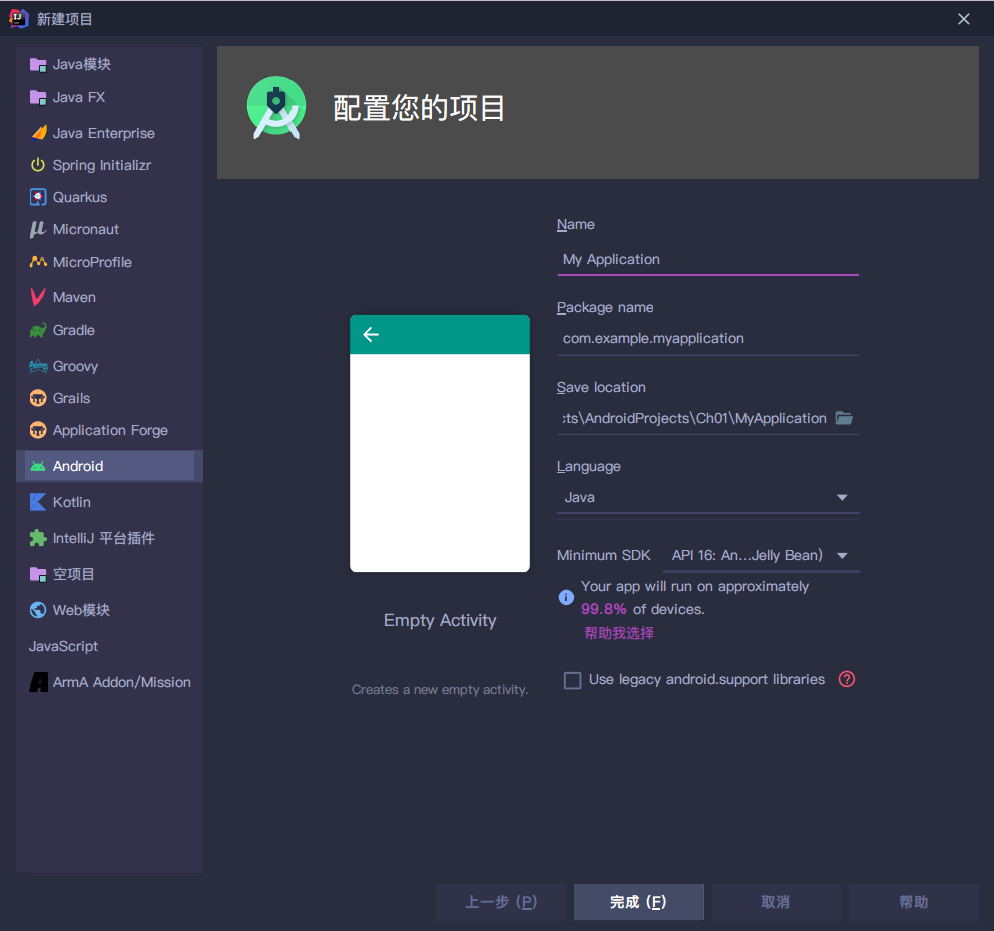 新建项目
Java模块
Java FX
Java Enterprise
Spring Initializr
Quarkus
Micronaut
MicroProfile
Maven
Gradle
Groovy
Grails
Application Forge
Android
Kotlin
IntelliJ 平台插件
空项目
Web模块
JavaScript
ArmA Addon/Mission
配置您的项目
Empty Activity
Creates a new empty activity.
Name
My Application
Package name
com.example.myapplication
Save location
:ts\AndroidProjects\Ch01\MyApplication
Language
Java
Minimum SDK API 16: An...Jelly Bean)
Your app will run on approximately
99.8% of devices.
帮助我选择
Use legacy android.support libraries
上一步 (P) 完成 (F) 取消 帮助